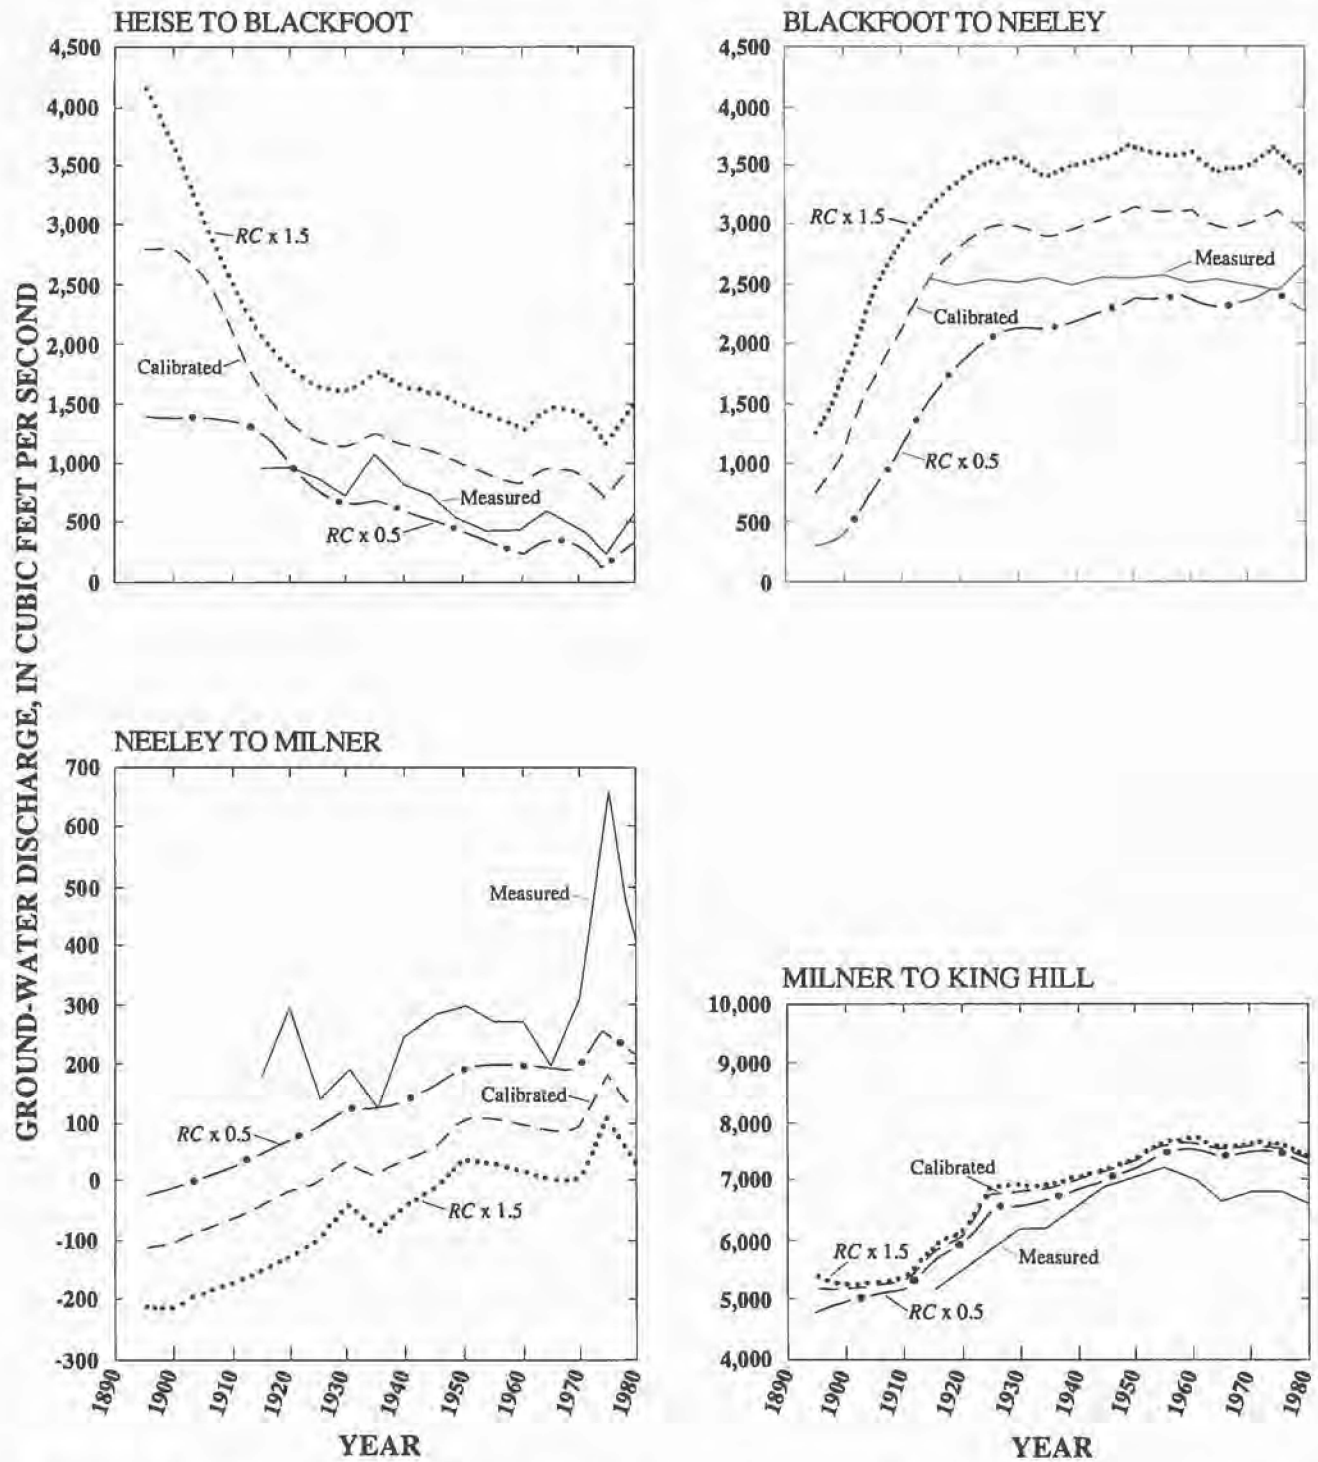 GROUND-WATER DISCHARGE, IN CUBIC FEET PER SECOND
HEISE TO BLACKFOOT
4,500
4,000
3,500
3,000
2,500
2,000
1,500
1,000
500
0
RC x 1.5
Calibrated
Measured
RC x 0.5
BLACKFOOT TO NEELEY
4,500
4,000
3,500
3,000
2,500
2,000
1,500
1,000
500
0
RC x 1.5
Measured
Calibrated
RC x 0.5
NEELEY TO MILNER
700
600
500
400
300
200
100
0
-100
-200
-300
Measured
Calibrated
RC x 0.5
RC x 1.5
1890 1900 1910 1920 1930 1940 1950 1960 1970 1980
YEAR
MILNER TO KING HILL
10,000
9,000
8,000
7,000
6,000
5,000
4,000
Calibrated
RC x 1.5
Measured
RC x 0.5
1890 1900 1910 1920 1930 1940 1950 1960 1970 1980
YEAR